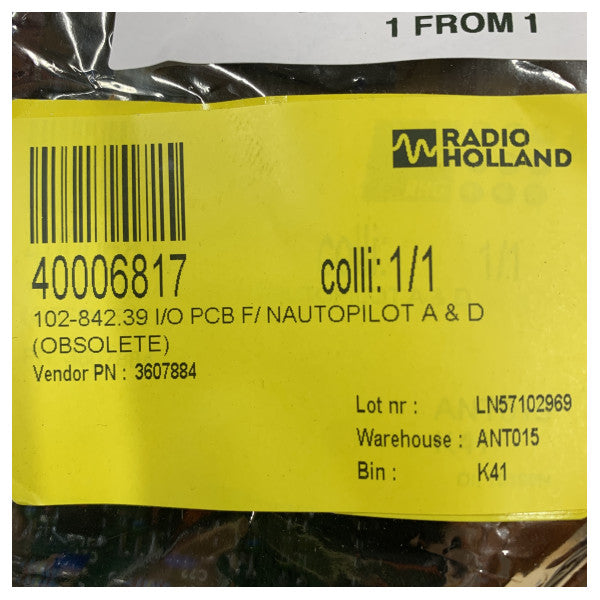 1 FROM 1
RADIO
HOLLAND
40006817
colli: 1/1
102-842.39 I/O PCB F/ NAUTOPILOT A & D
(OBSOLETE)
Vendor PN : 3607884
Lot nr : LN57102969
Warehouse : ANT015
Bin : K41